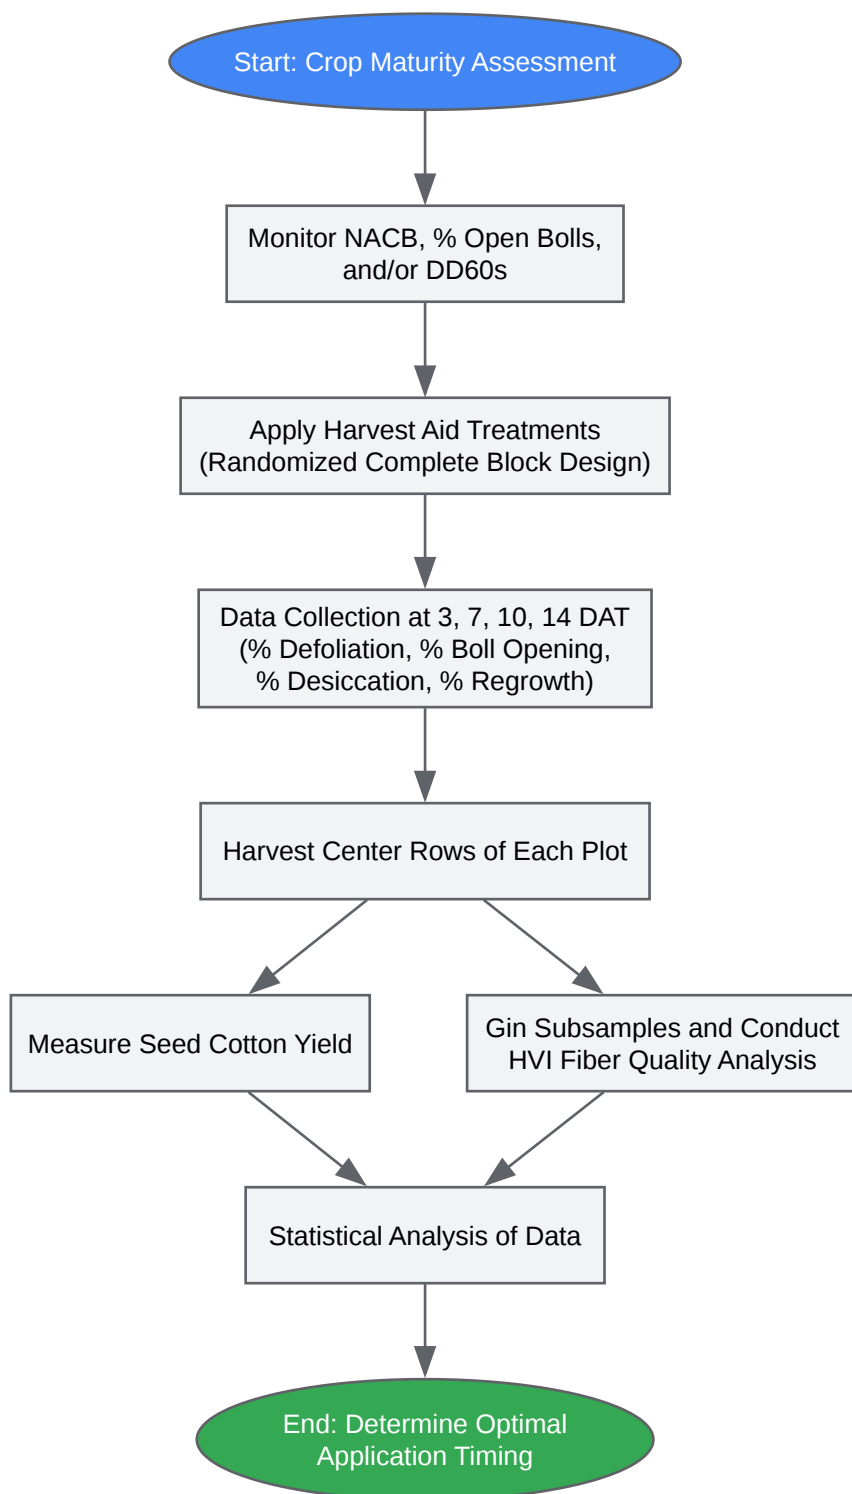 Start: Crop Maturity Assessment
Monitor NACB, % Open Bolls,
and/or DD60s
Apply Harvest Aid Treatments
(Randomized Complete Block Design)
Data Collection at 3, 7, 10, 14 DAT
(% Defoliation, % Boll Opening,
% Desiccation, % Regrowth)
Harvest Center Rows of Each Plot
Measure Seed Cotton Yield
Gin Subsamples and Conduct
HVI Fiber Quality Analysis
Statistical Analysis of Data
End: Determine Optimal
Application Timing